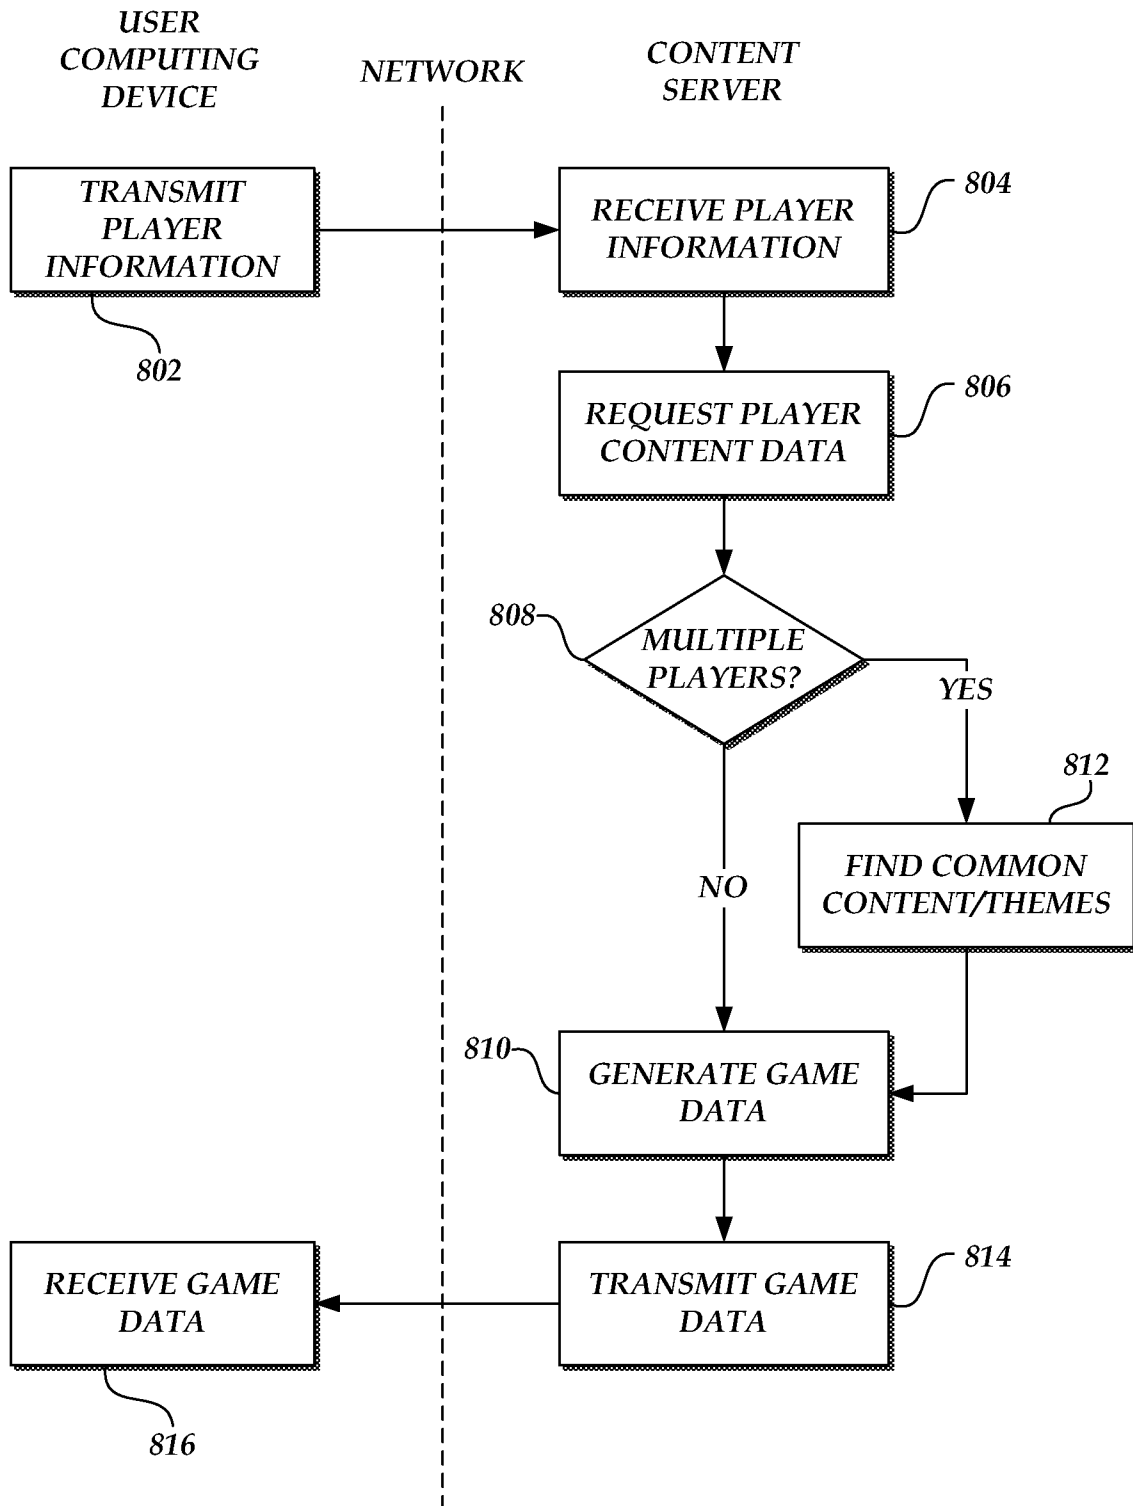 USER
COMPUTING
DEVICE
NETWORK
CONTENT
SERVER
TRANSMIT
PLAYER
INFORMATION
802
RECEIVE PLAYER
INFORMATION
804
REQUEST PLAYER
CONTENT DATA
806
808
MULTIPLE
PLAYERS?
YES
812
FIND COMMON
CONTENT/THEMES
NO
810
GENERATE GAME
DATA
TRANSMIT GAME
DATA
814
RECEIVE GAME
DATA
816